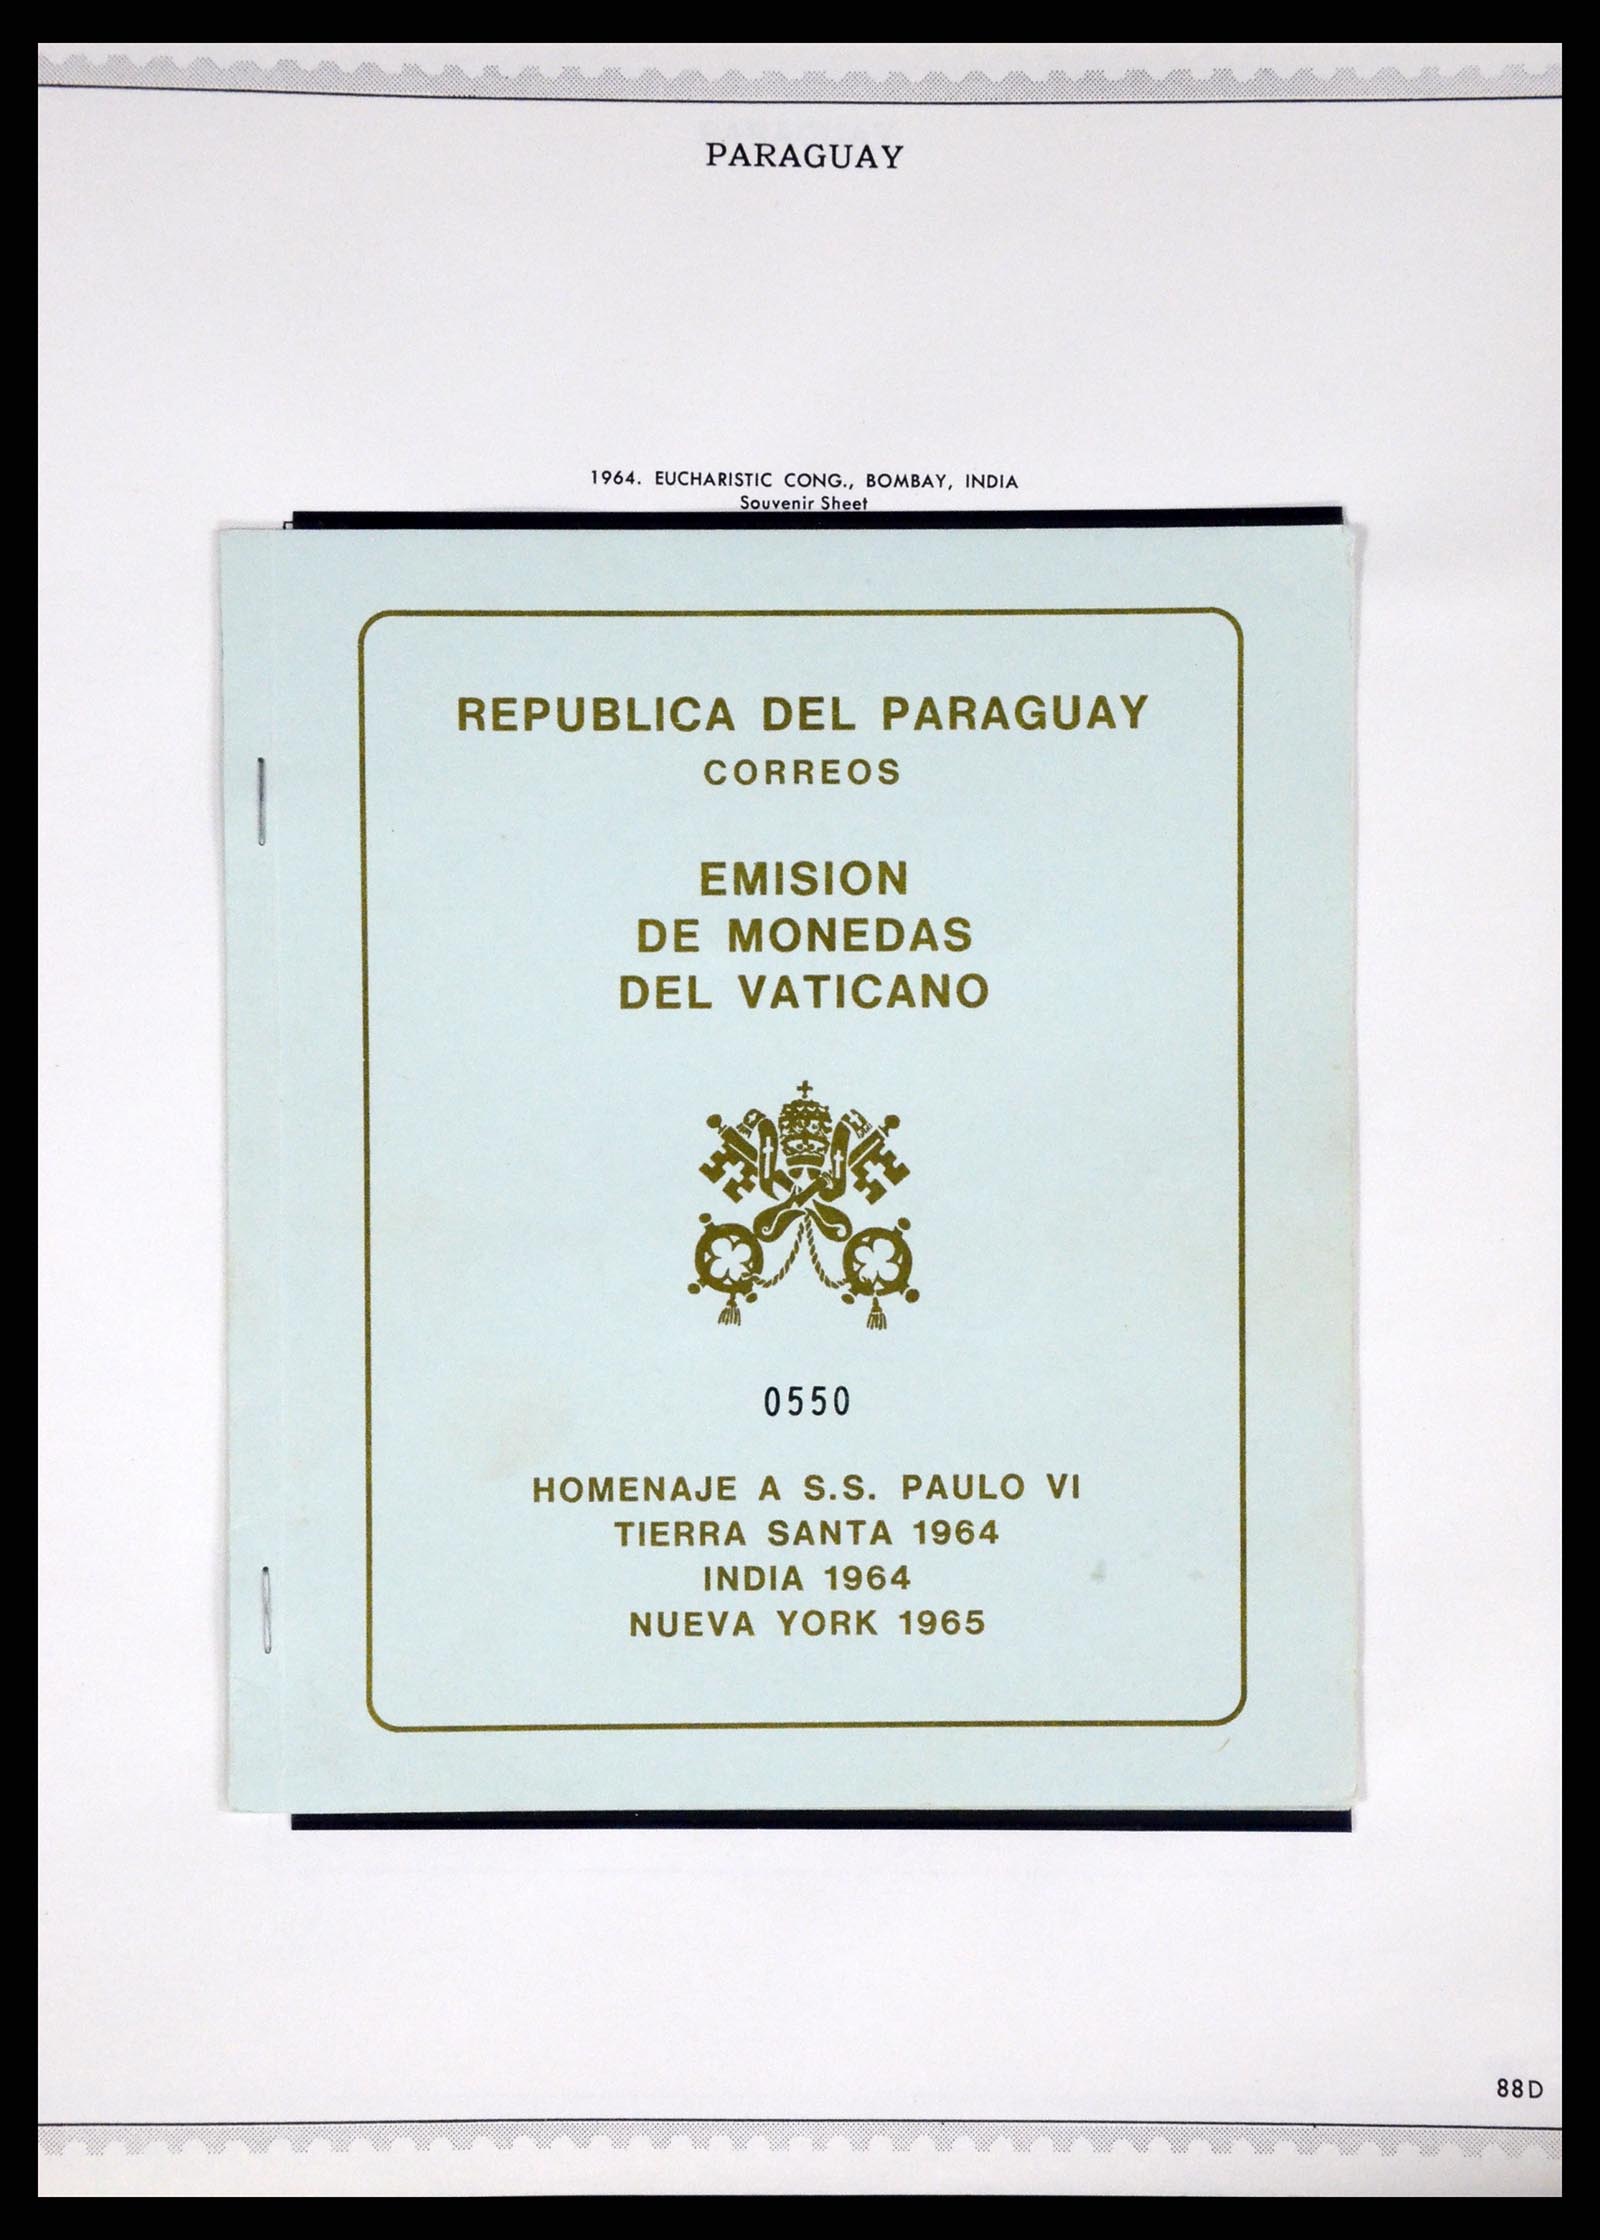 PARAGUAY
1964. EUCHARISTIC CONG., BOMBAY, INDIA
Souvenir Sheet
REPUBLICA DEL PARAGUAY
CORREOS
EMISION
DE MONEDAS
DEL VATICANO
0550
HOMENAJE A S.S. PAULO VI
TIERRA SANTA 1964
INDIA 1964
NUEVA YORK 1965
88D